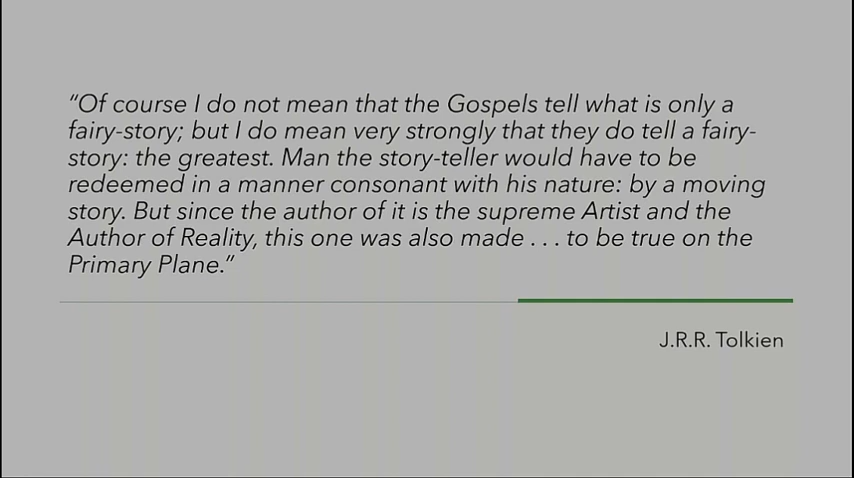 “Of course I do not mean that the Gospels tell what is only a
fairy-story; but I do mean very strongly that they do tell a fairy-
story: the greatest. Man the story-teller would have to be
redeemed in a manner consonant with his nature: by a moving
story. But since the author of it is the supreme Artist and the
Author of Reality, this one was also made . . . to be true on the
Primary Plane.”
J.R.R. Tolkien